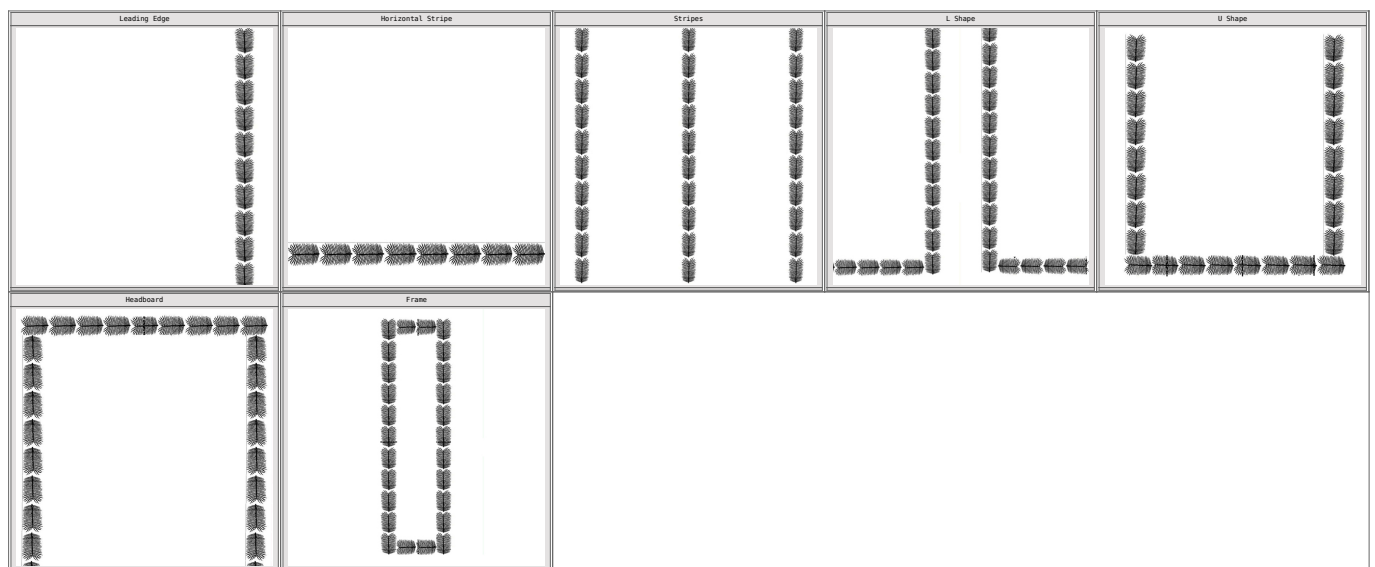 Leading Edge
Horizontal Stripe
Stripes
L Shape
U Shape
Headboard
Frame